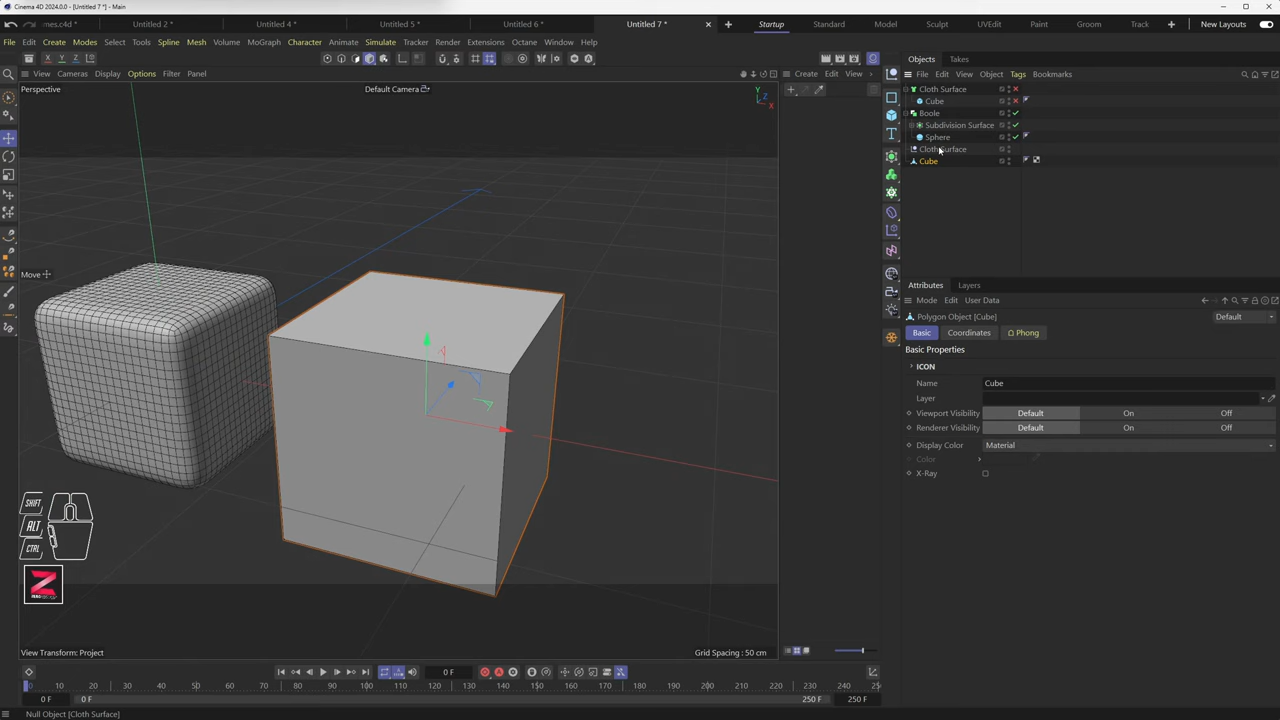 Cinema 4D 2024.0.0 - [Untitled 7 *] - Main
mes.c4d * Untitled 2 * Untitled 4 * Untitled 5 * Untitled 6 * Untitled 7 * Startup Standard Model Sculpt UVEdit Paint Groom Track New Layouts
File Edit Create Modes Select Tools Spline Mesh Volume MoGraph Character Animate Simulate Tracker Render Extensions Octane Window Help
X Y Z
Objects Takes
View Cameras Display Options Filter Panel
Create Edit View
File Edit View Object Tags Bookmarks
Perspective
Default Camera
Y
Z
X
Cloth Surface
Cube
Boole
Subdivision Surface
Sphere
Cloth Surface
Cube
Move
Attributes Layers
Mode Edit User Data
Polygon Object [Cube]
Default
Basic Coordinates Phong
Basic Properties
ICON
Name Cube
Layer
Viewport Visibility Default On Off
Renderer Visibility Default On Off
Display Color Material
Color
X-Ray
SHIFT
ALT
CTRL
View Transform: Project
Grid Spacing : 50 cm
0 F
0 10 20 30 40 50 60 70 80 90 100 110 120 130 140 150 160 170 180 190 200 210 220 230 240 25
0 F 0 F 250 F 250 F
Null Object [Cloth Surface]